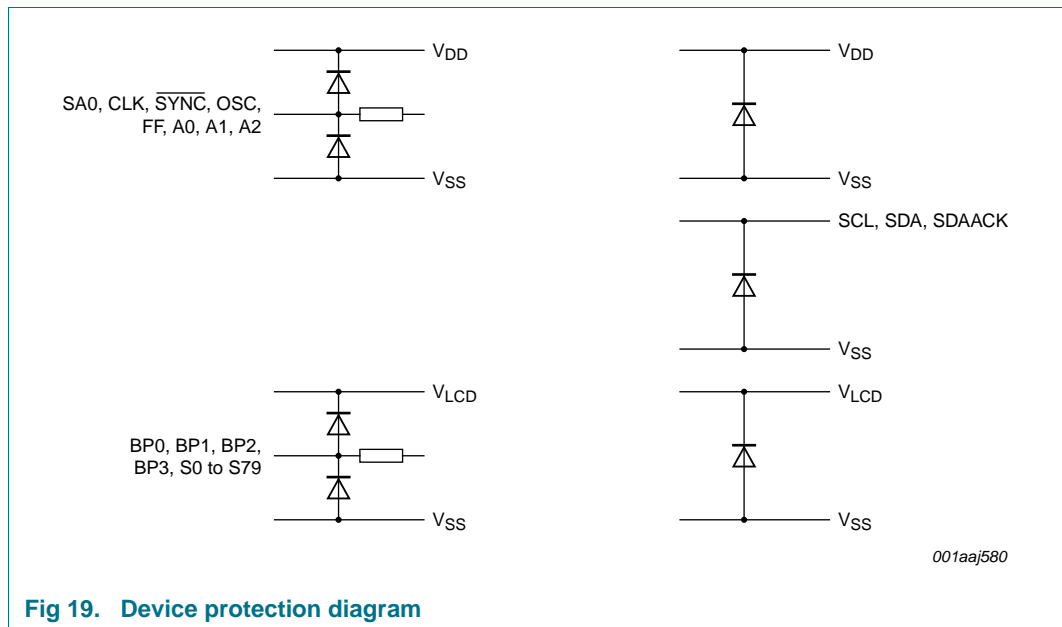 VDD
SA0, CLK, SYNC, OSC,
FF, A0, A1, A2
VSS
VDD
VSS
SCL, SDA, SDAACK
VSS
VLCD
BP0, BP1, BP2,
BP3, S0 to S79
VSS
VLCD
VSS
001aaj580
Fig 19. Device protection diagram